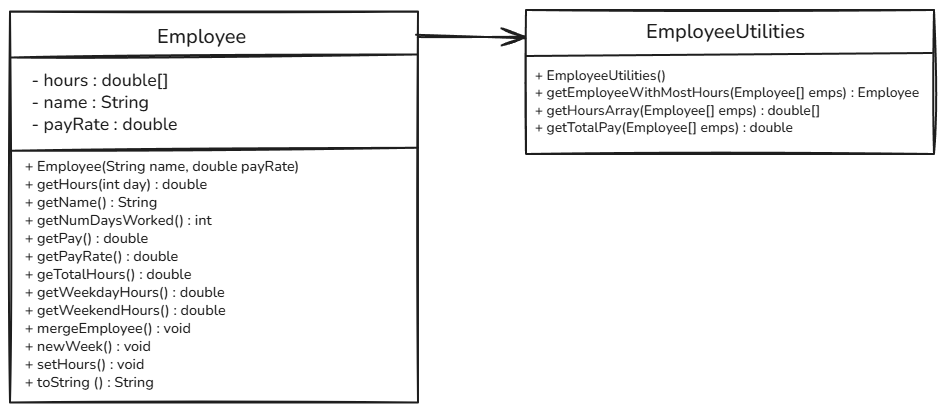 Employee
- hours : double[]
- name : String
- payRate : double
+ Employee(String name, double payRate)
+ getHours(int day) : double
+ getName() : String
+ getNumDaysWorked() : int
+ getPay() : double
+ getPayRate() : double
+ geTotalHours() : double
+ getWeekdayHours() : double
+ getWeekendHours() : double
+ mergeEmployee() : void
+ newWeek() : void
+ setHours() : void
+ toString () : String
EmployeeUtilities
+ EmployeeUtilities()
+ getEmployeeWithMostHours(Employee[] emps) : Employee
+ getHoursArray(Employee[] emps) : double[]
+ getTotalPay(Employee[] emps) : double